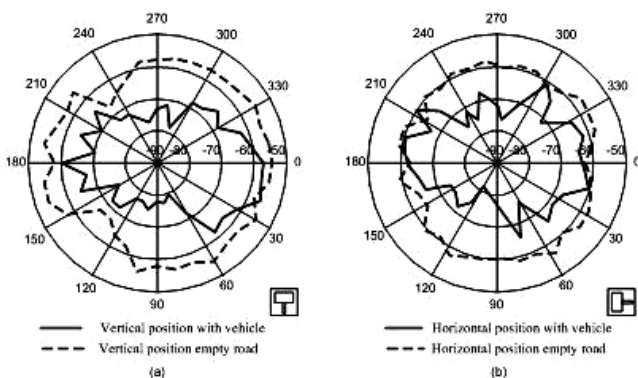 270
240 300
210 330
180 -90 -80 -70 -60 -50 0
150 30
120 60
90
Vertical position with vehicle
Vertical position empty road
(a)
270
240 300
210 330
180 -90 -80 -70 -60 -50 0
150 30
120 60
90
Horizontal position with vehicle
Horizontal position empty road
(b)